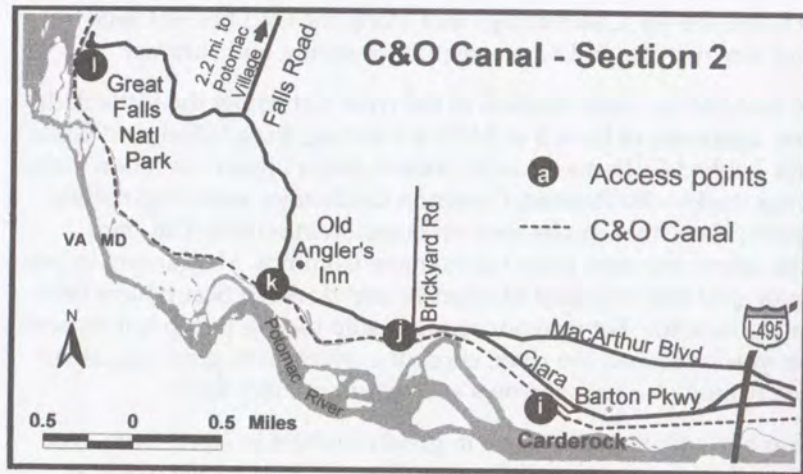 C&O Canal - Section 2
2.2 mi. to
Potomac
Village
Falls Road
l
Great
Falls
Natl
Park
a Access points
C&O Canal
VA MD
Old
Angler's
Inn
k
Brickyard Rd
j
MacArthur Blvd
I-495
N
Potomac River
Clara
Barton Pkwy
i
Carderock
0.5 0 0.5 Miles